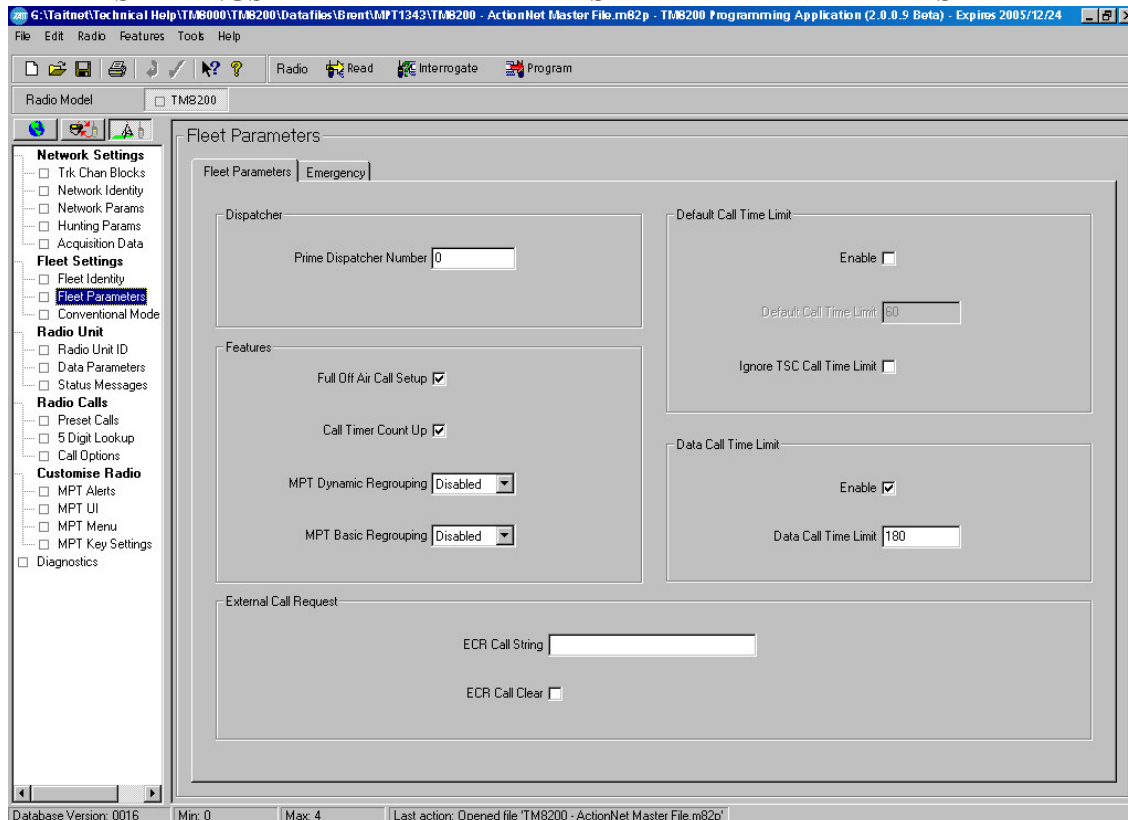 G:\Taitnet\Technical Help\TM8000\TM8200\Datafiles\Brent\MPT1343\TM8200 - ActionNet Master File.m82p - TM8200 Programming Application (2.0.0.9 Beta) - Expires 2005/12/24
File Edit Radio Features Tools Help
Radio Read Interrogate Program
Radio Model TM8200
Network Settings
Trk Chan Blocks
Network Identity
Network Params
Hunting Params
Acquisition Data
Fleet Settings
Fleet Identity
Fleet Parameters
Conventional Mode
Radio Unit
Radio Unit ID
Data Parameters
Status Messages
Radio Calls
Preset Calls
5 Digit Lookup
Call Options
Customise Radio
MPT Alerts
MPT UI
MPT Menu
MPT Key Settings
Diagnostics
Fleet Parameters
Fleet Parameters Emergency
Dispatcher
Prime Dispatcher Number 0
Features
Full Off Air Call Setup
Call Timer Count Up
MPT Dynamic Regrouping Disabled
MPT Basic Regrouping Disabled
Default Call Time Limit
Enable
Default Call Time Limit 60
Ignore TSC Call Time Limit
Data Call Time Limit
Enable
Data Call Time Limit 180
External Call Request
ECR Call String
ECR Call Clear
Database Version: 0016 Min: 0 Max: 4 Last action: Opened file 'TM8200 - ActionNet Master File.m82p'